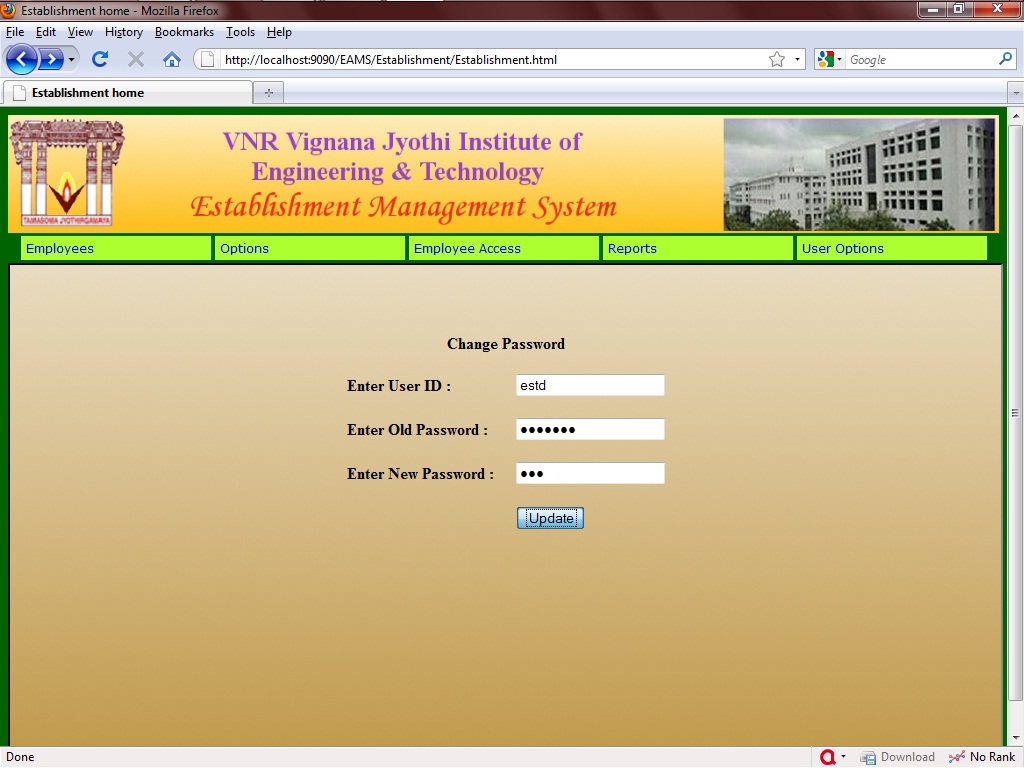 Establishment home - Mozilla Firefox
File Edit View History Bookmarks Tools Help
http://localhost:9090/EAMS/Establishment/Establishment.html
Google
Establishment home
VNR Vignana Jyothi Institute of
Engineering & Technology
Establishment Management System
TAMASOMA JYOTHIRGAMAYA
Employees Options Employee Access Reports User Options
Change Password
Enter User ID : estd
Enter Old Password : •••••••
Enter New Password : •••
Update
Done Download No Rank